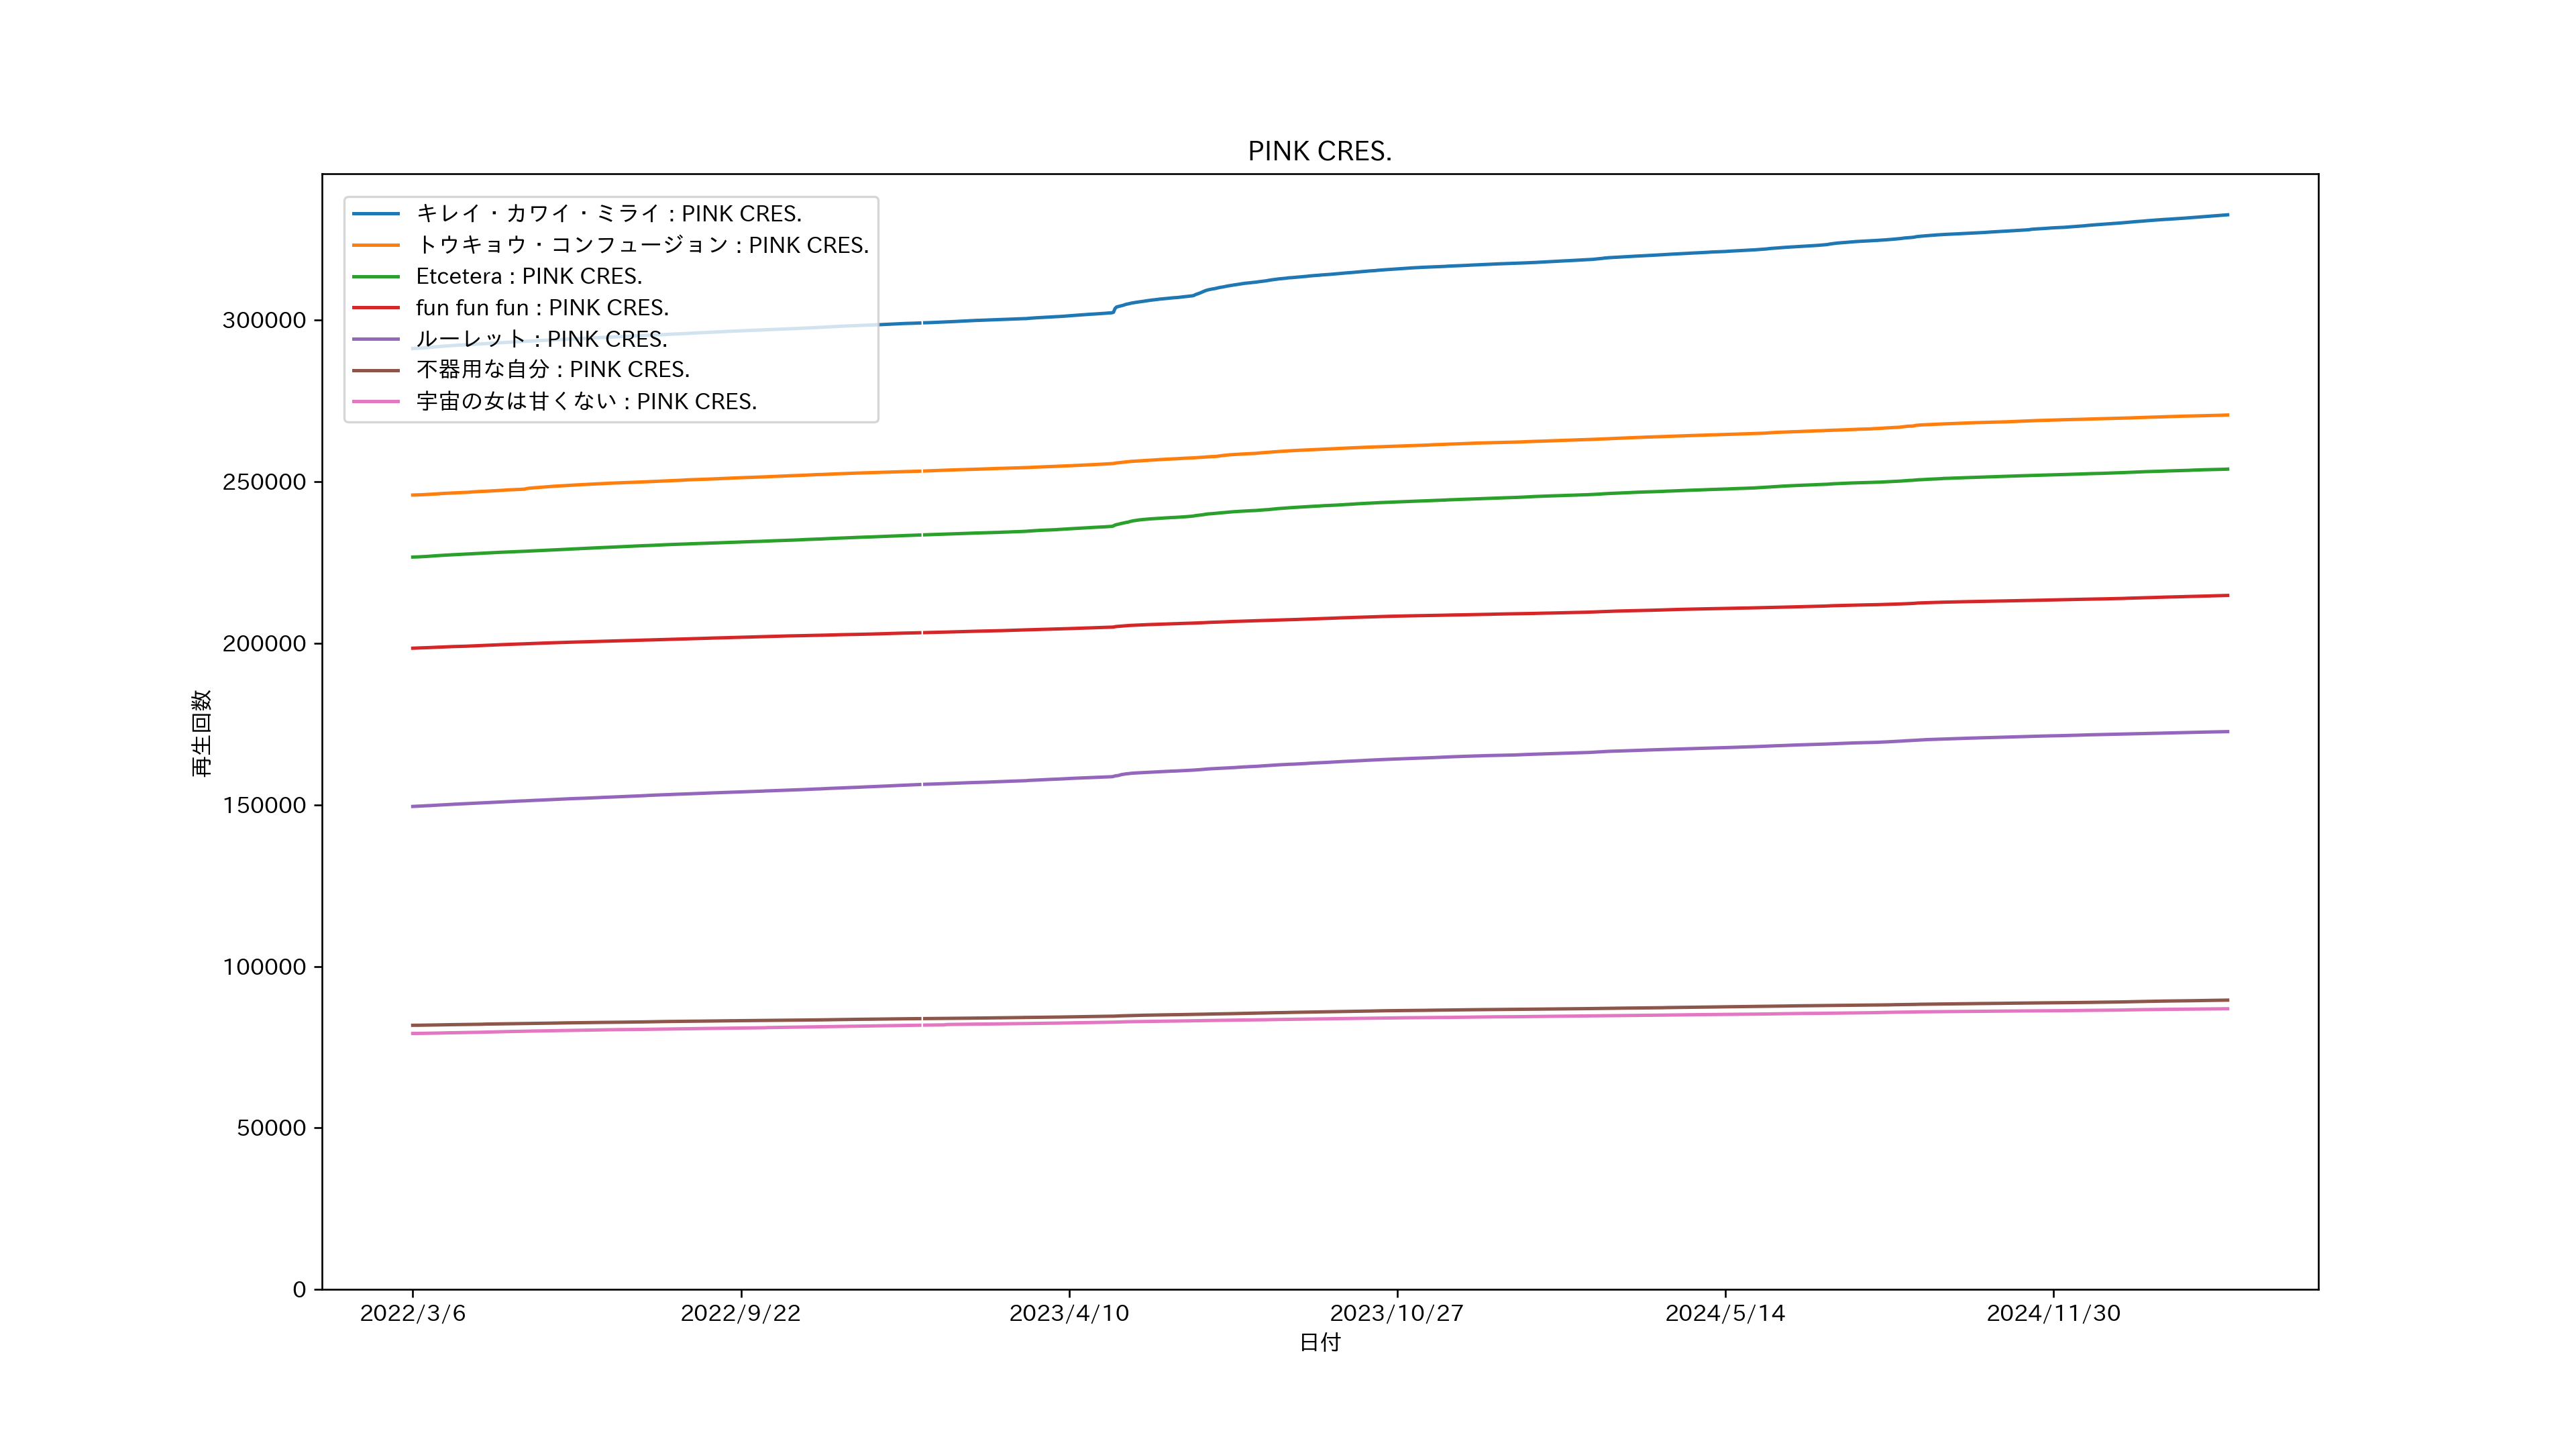 PINK CRES.
キレイ・カワイ・ミライ : PINK CRES.
トウキョウ・コンフュージョン : PINK CRES.
Etcetera : PINK CRES.
fun fun fun : PINK CRES.
ルーレット : PINK CRES.
不器用な自分 : PINK CRES.
宇宙の女は甘くない : PINK CRES.
300000
250000
200000
150000
100000
50000
0
再生回数
2022/3/6
2022/9/22
2023/4/10
2023/10/27
2024/5/14
2024/11/30
日付